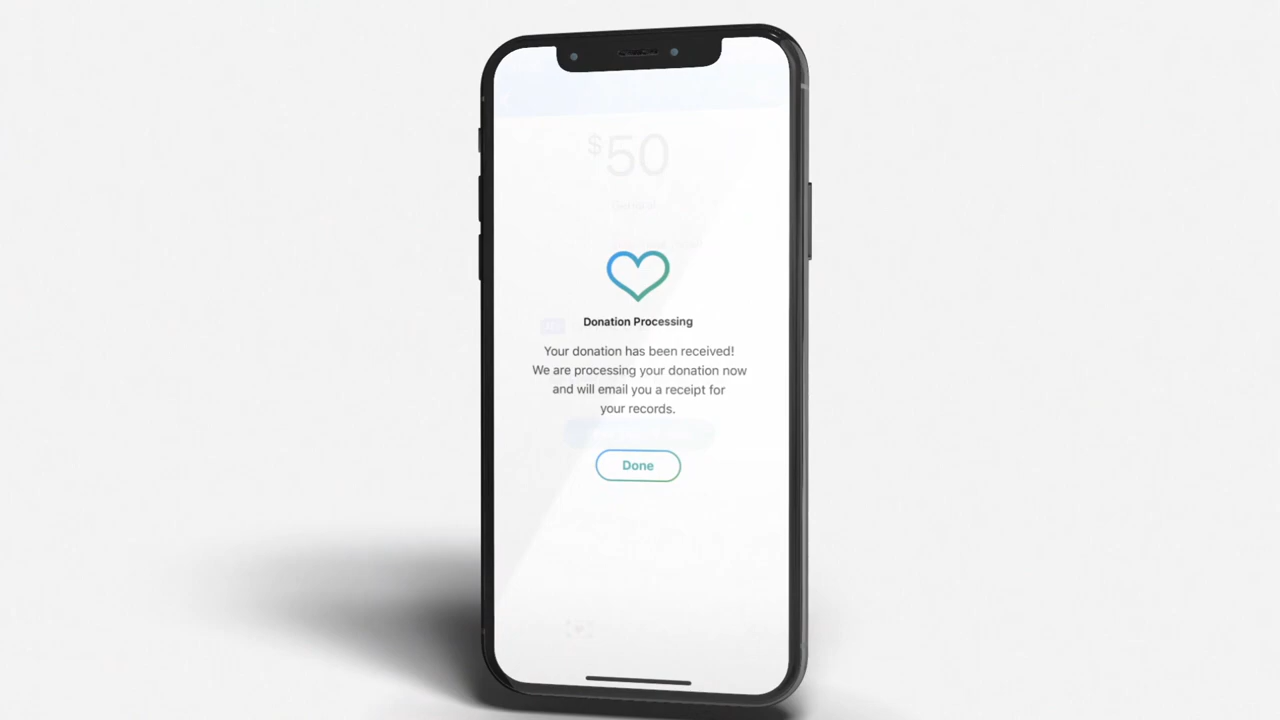 $50
Donation Processing
Your donation has been received!
We are processing your donation now
and will email you a receipt for
your records.
Done